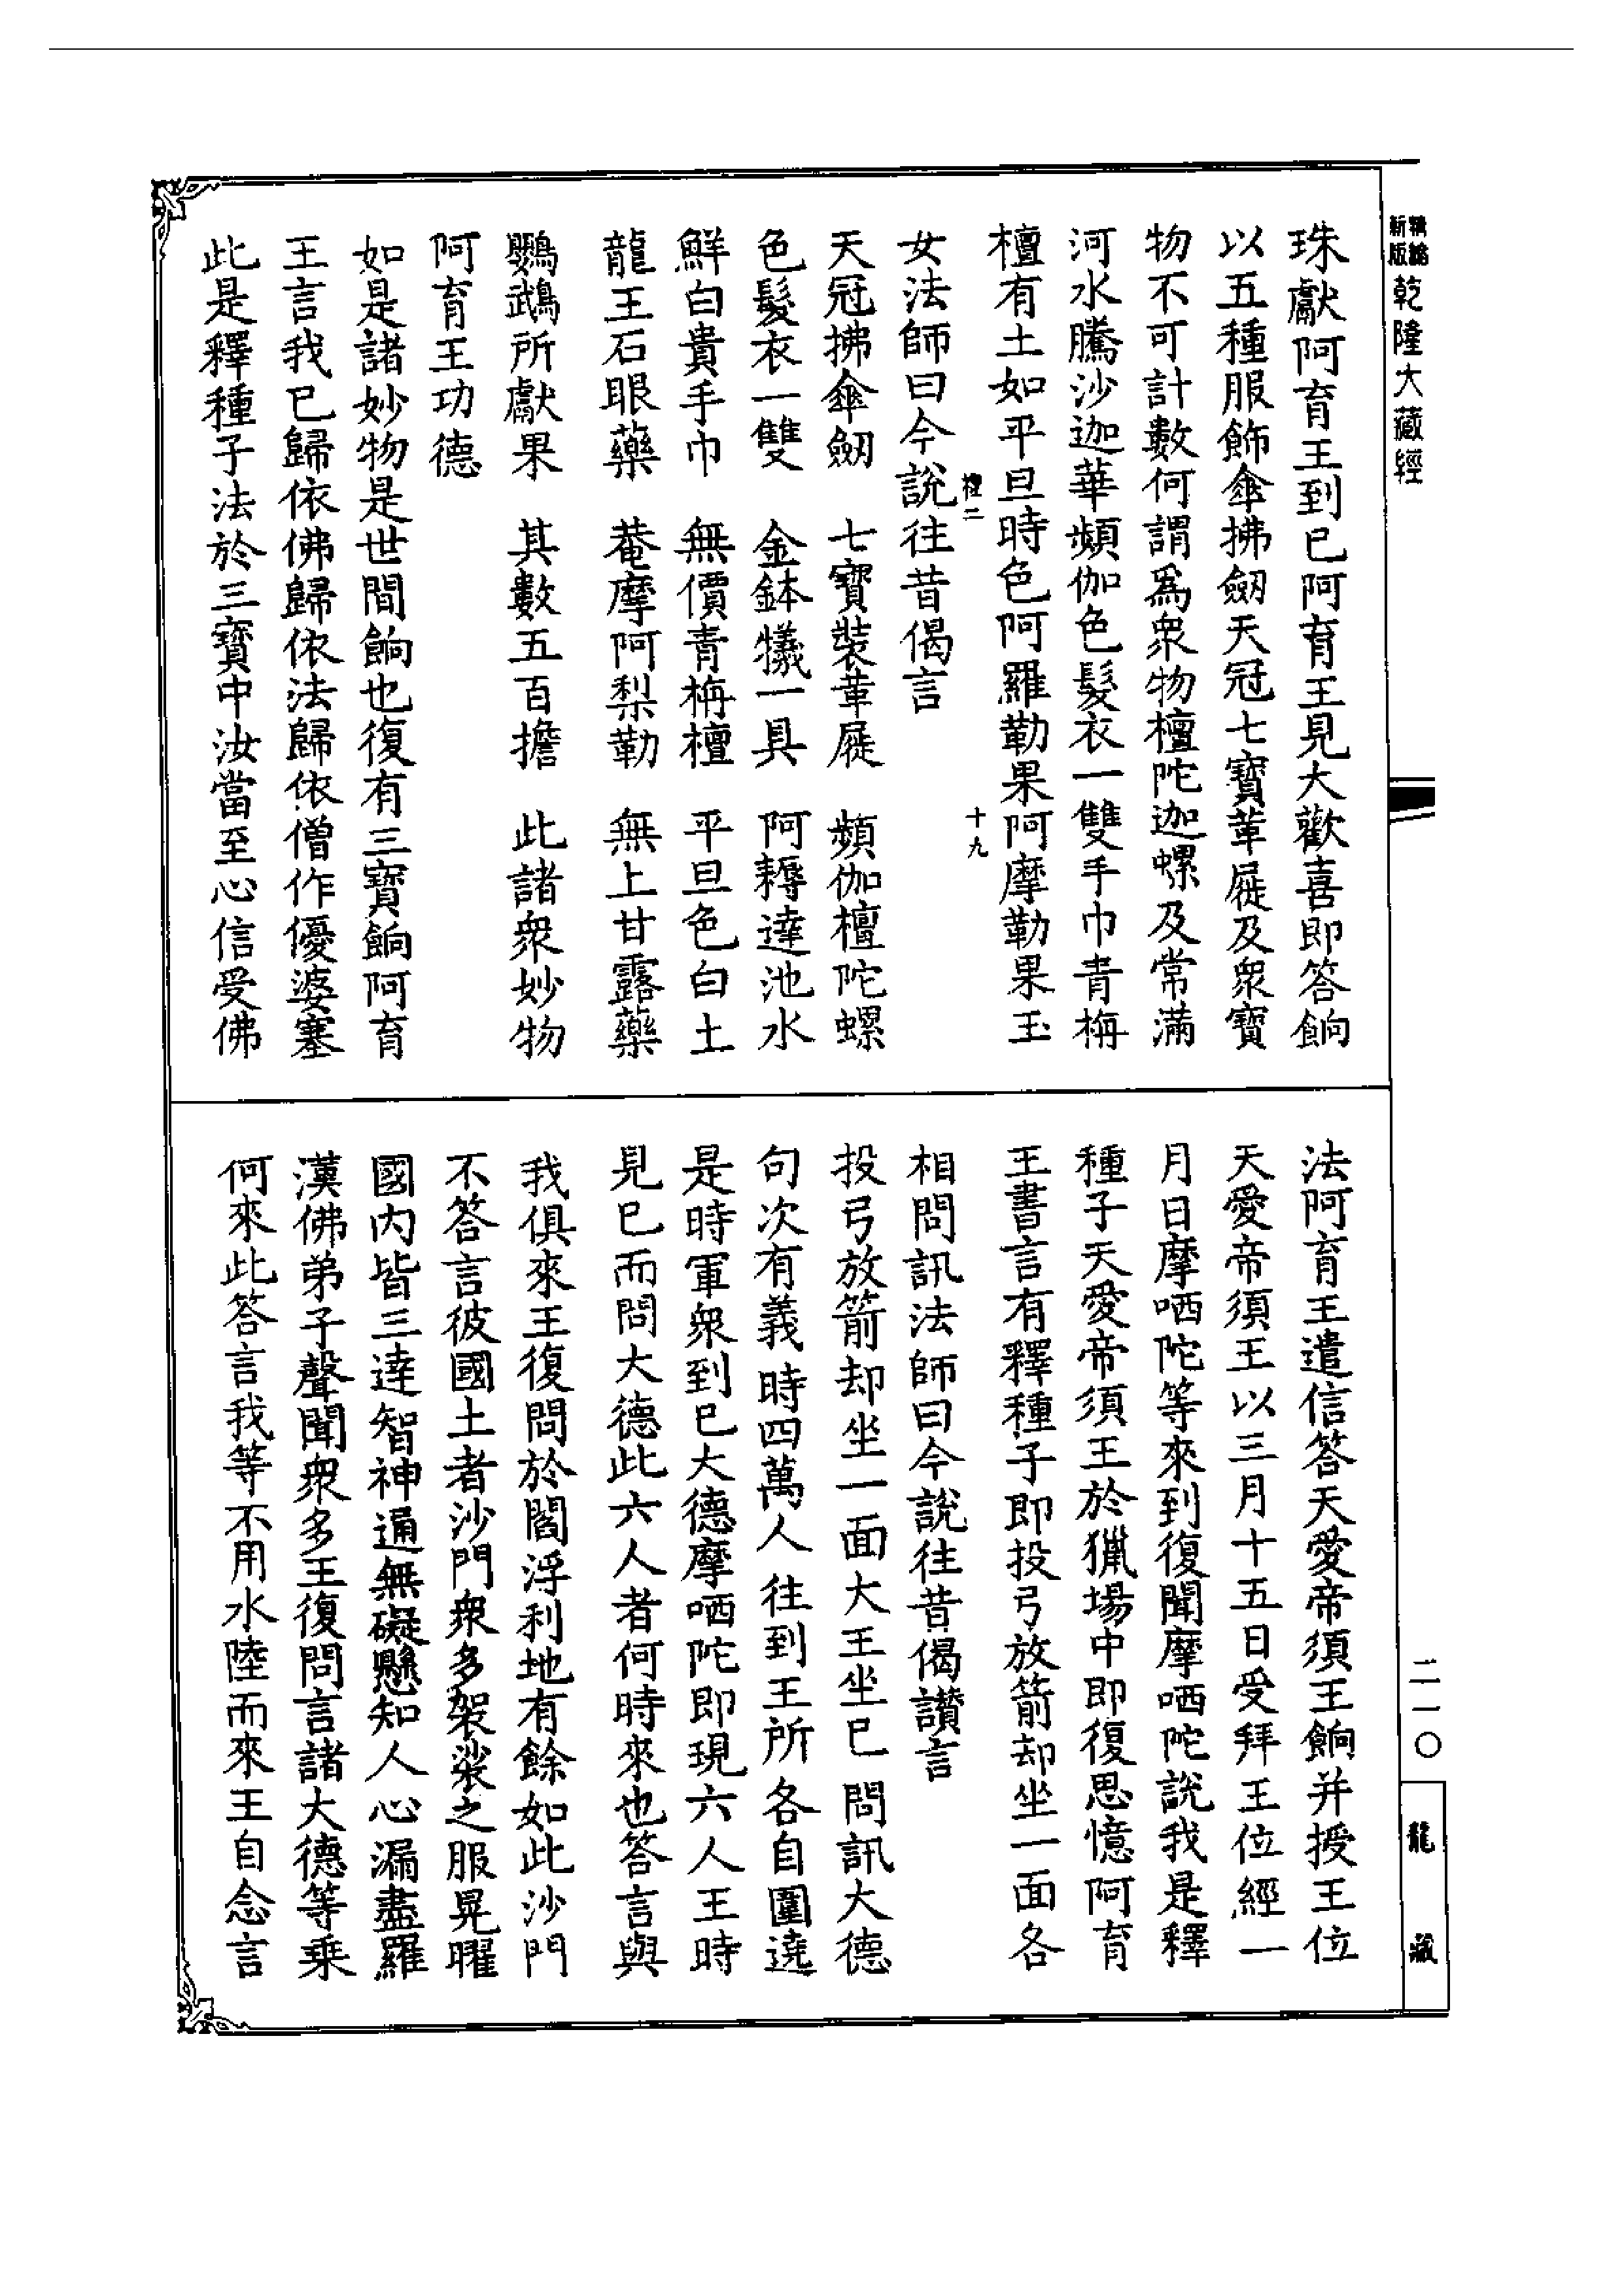 新版精縮乾隆大藏經
珠獻阿育王到已阿育王見大歡喜即答餉
以五種服飾傘拂劒天冠七寶革屣及衆寶
物不可計數何謂爲衆物檀陀迦螺及常滿
河水騰沙迦華頻伽色髮衣一雙手巾青栴
檀有土如平旦時色阿羅勒果阿摩勒果玉
十九
女法師曰今說往昔偈言
天冠拂傘劒　七寶裝革屣　頻伽檀陀螺
色髮衣一雙　金鉢犧一具　阿耨達池水
鮮白貴手巾　無價青栴檀　平旦色白土
龍王石眼藥　菴摩阿梨勒　無上甘露藥
鸚鵡所獻果　其數五百擔　此諸衆妙物
阿育王功德
如是諸妙物是世間餉也復有三寶餉阿育
王言我已歸依佛歸依法歸依僧作優婆塞
此是釋種子法於三寶中汝當至心信受佛
法阿育王遣信答天愛帝須王餉并授王位
天愛帝須王以三月十五日受拜王位經一
月日摩哂陀等來到復聞摩哂陀說我是釋
種子天愛帝須王於獵場中即復思憶阿育
王書言有釋種子即投弓放箭却坐一面各
相問訊法師曰今說往昔偈讚言
投弓放箭却坐一面大王坐已問訊大德
句次有義時四萬人往到王所各自圍遶
是時軍衆到已大德摩哂陀即現六人王時
見已而問大德此六人者何時來也答言與
我俱來王復問於閻浮利地有餘如此沙門
不答言彼國土者沙門衆多袈裟之服晃曜
國内皆三達智神通無礙懸知人心漏盡羅
漢佛弟子聲聞衆多王復問言諸大德等乘
何來此答言我等不用水陸而來王自念言
二一〇
龍藏